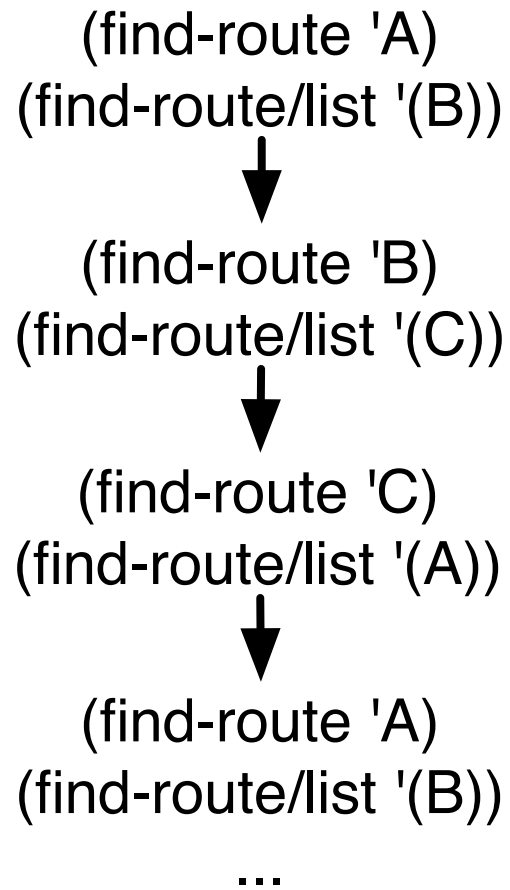 (find-route 'A)
(find-route/list '(B))
(find-route 'B)
(find-route/list '(C))
(find-route 'C)
(find-route/list '(A))
(find-route 'A)
(find-route/list '(B))
...